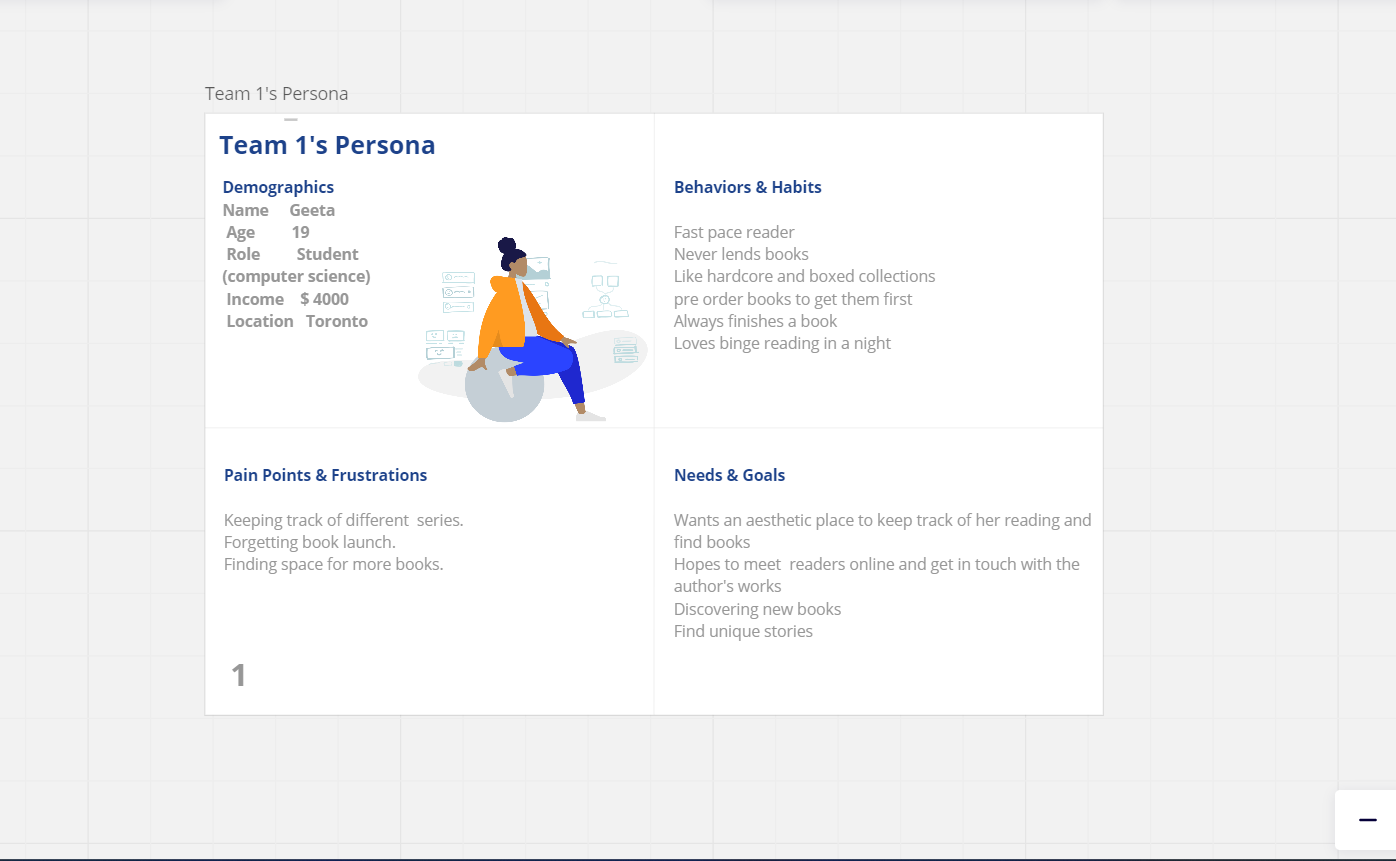 Team 1's Persona
Team 1's Persona
Demographics
Name Geeta
Age 19
Role Student
(computer science)
Income $ 4000
Location Toronto
Behaviors & Habits
Fast pace reader
Never lends books
Like hardcore and boxed collections
pre order books to get them first
Always finishes a book
Loves binge reading in a night
Pain Points & Frustrations
Keeping track of different series.
Forgetting book launch.
Finding space for more books.
1
Needs & Goals
Wants an aesthetic place to keep track of her reading and
find books
Hopes to meet readers online and get in touch with the
author's works
Discovering new books
Find unique stories